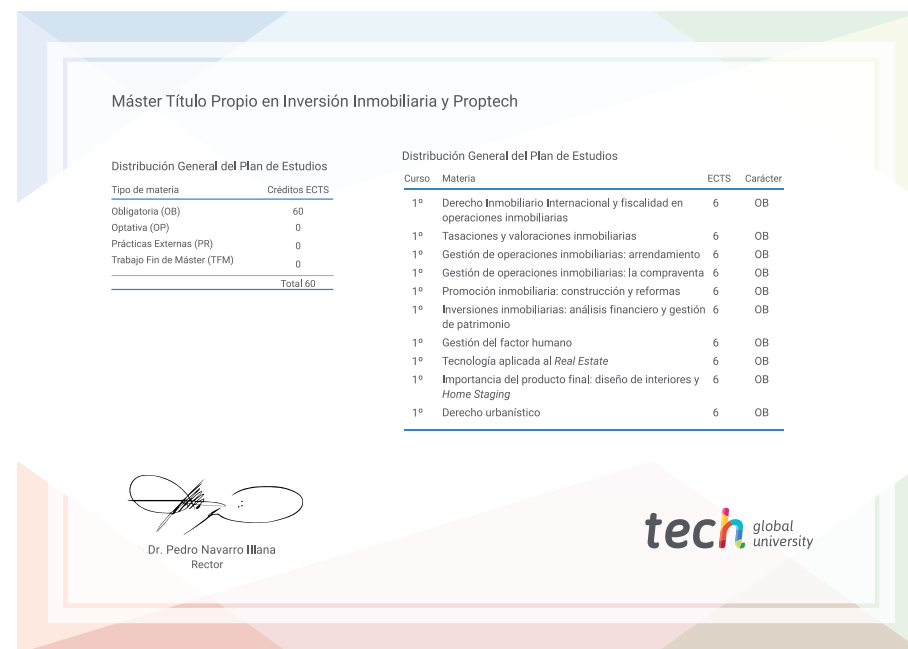 Máster Título Propio en Inversión Inmobiliaria y Proptech
Distribución General del Plan de Estudios
Tipo de materia Créditos ECTS
Obligatoria (OB) 60
Optativa (OP) 0
Prácticas Externas (PR) 0
Trabajo Fin de Máster (TFM) 0
Total 60
Distribución General del Plan de Estudios
Curso Materia ECTS Carácter
1º Derecho Inmobiliario Internacional y fiscalidad en 6 OB
operaciones inmobiliarias
1º Tasaciones y valoraciones inmobiliarias 6 OB
1º Gestión de operaciones inmobiliarias: arrendamiento 6 OB
1º Gestión de operaciones inmobiliarias: la compraventa 6 OB
1º Promoción inmobiliaria: construcción y reformas 6 OB
1º Inversiones inmobiliarias: análisis financiero y gestión 6 OB
de patrimonio
1º Gestión del factor humano 6 OB
1º Tecnología aplicada al Real Estate 6 OB
1º Importancia del producto final: diseño de interiores y 6 OB
Home Staging
1º Derecho urbanístico 6 OB
Dr. Pedro Navarro Illana
Rector
tech global
university